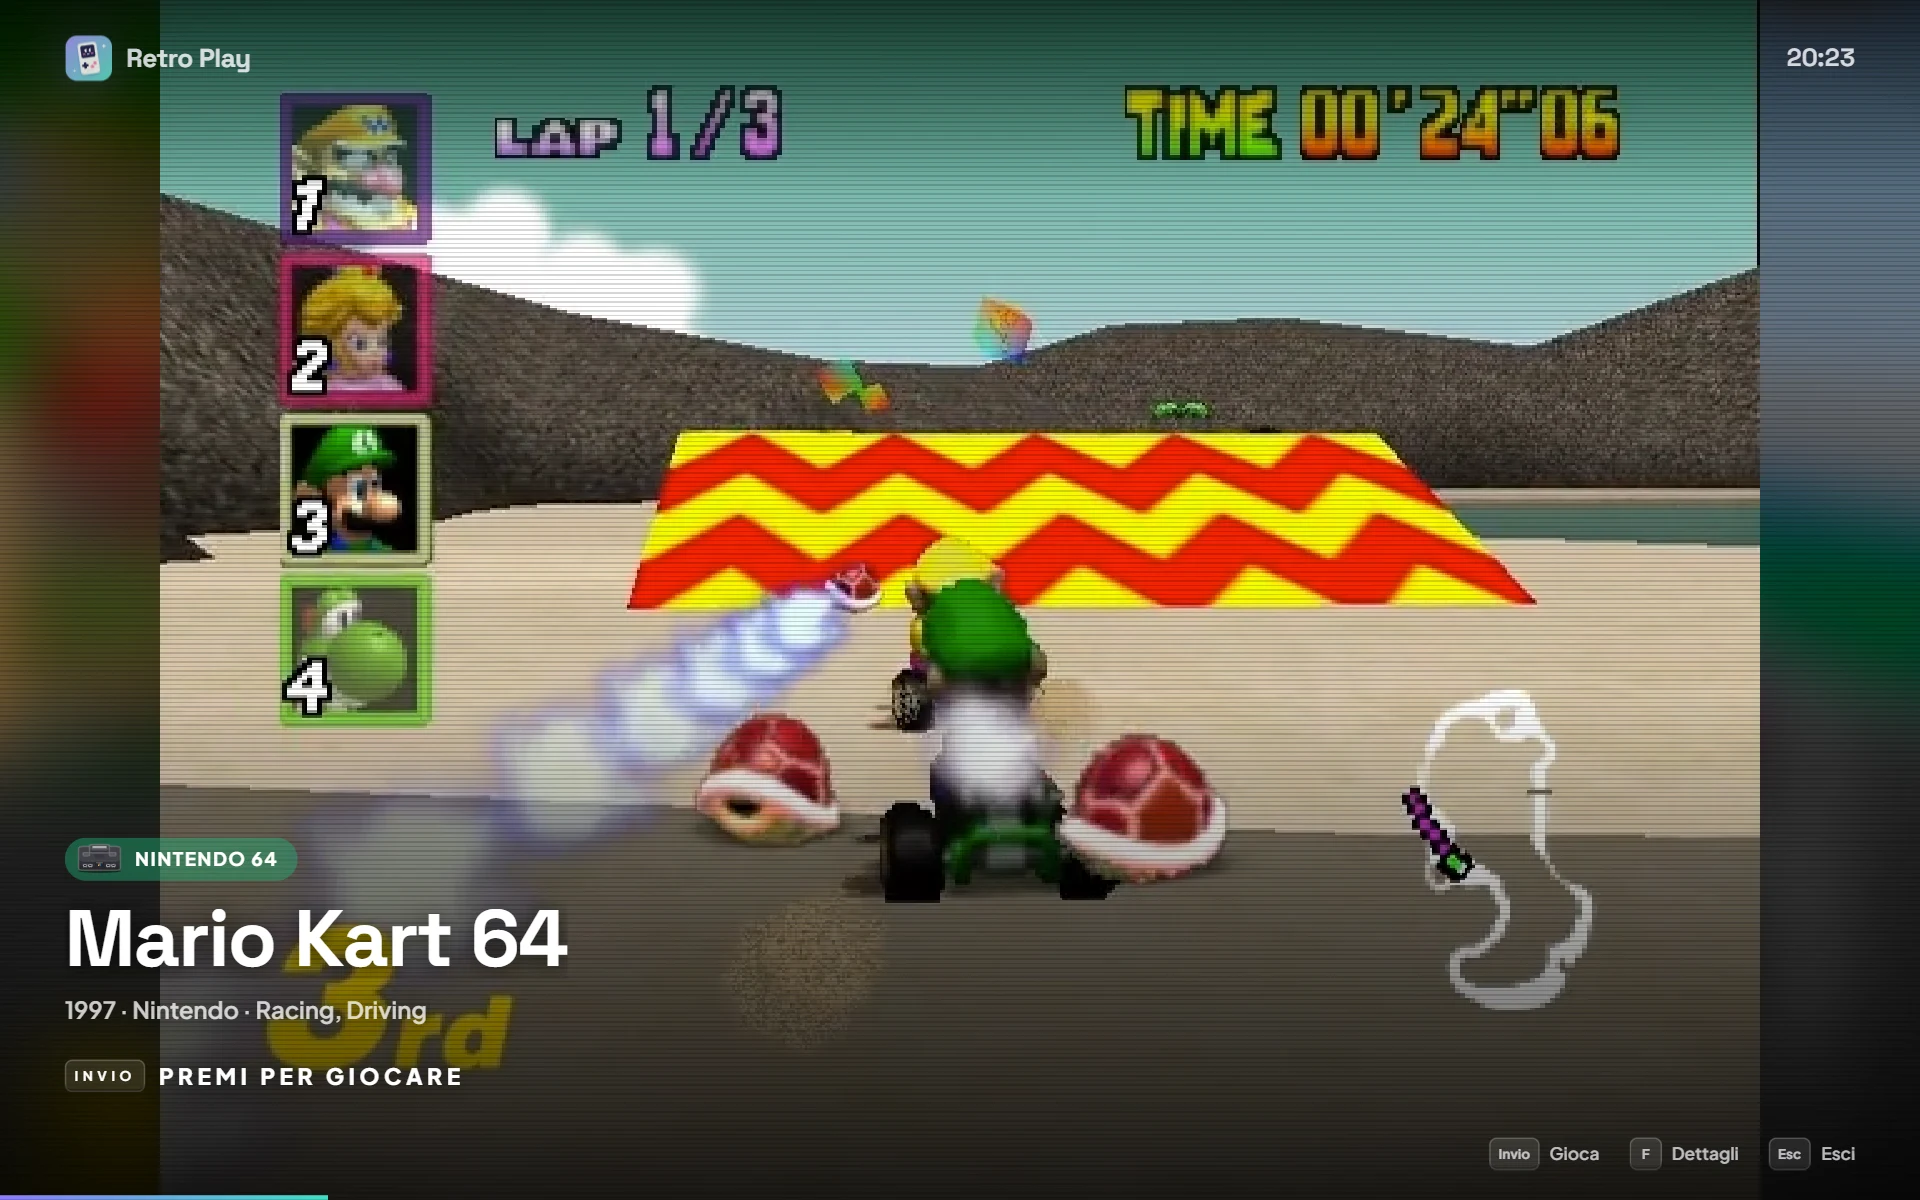 Retro Play
20:23
LAP 1/3
TIME 00'24"06
1
2
3
4
NINTENDO 64
Mario Kart 64
1997 · Nintendo · Racing, Driving
3rd
INVIO PREMI PER GIOCARE
Invio Gioca F Dettagli Esc Esci